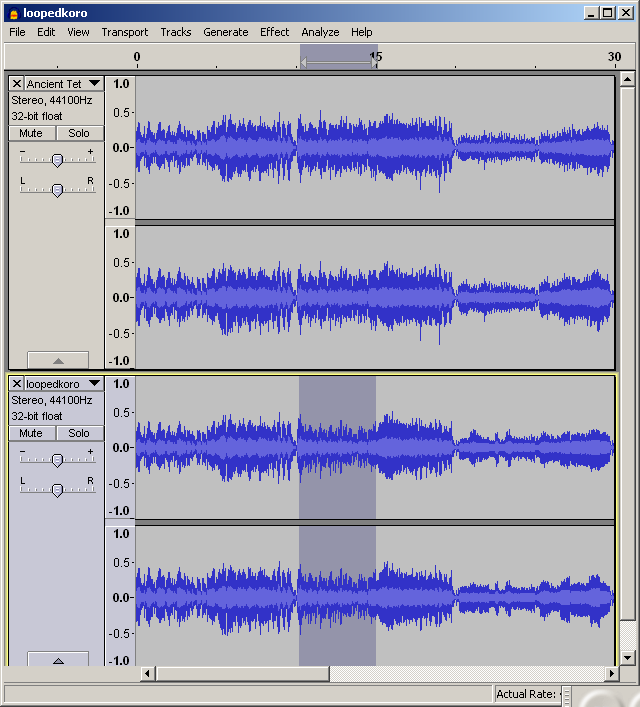 loopedkoro
File Edit View Transport Tracks Generate Effect Analyze Help
0 15 30
Ancient Tet
Stereo, 44100Hz
32-bit float
Mute Solo
- +
L R
1.0
0.5
0.0
-0.5
-1.0
1.0
0.5
0.0
-0.5
-1.0
loopedkoro
Stereo, 44100Hz
32-bit float
Mute Solo
- +
L R
1.0
0.5
0.0
-0.5
-1.0
1.0
0.5
0.0
-0.5
-1.0
Actual Rate: